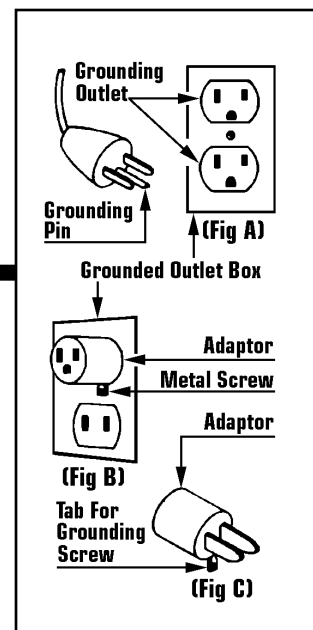 Grounding
Outlet
Grounding
Pin
(Fig A)
Grounded Outlet Box
Adaptor
Metal Screw
Adaptor
(Fig B)
Tab For
Grounding
Screw
(Fig C)